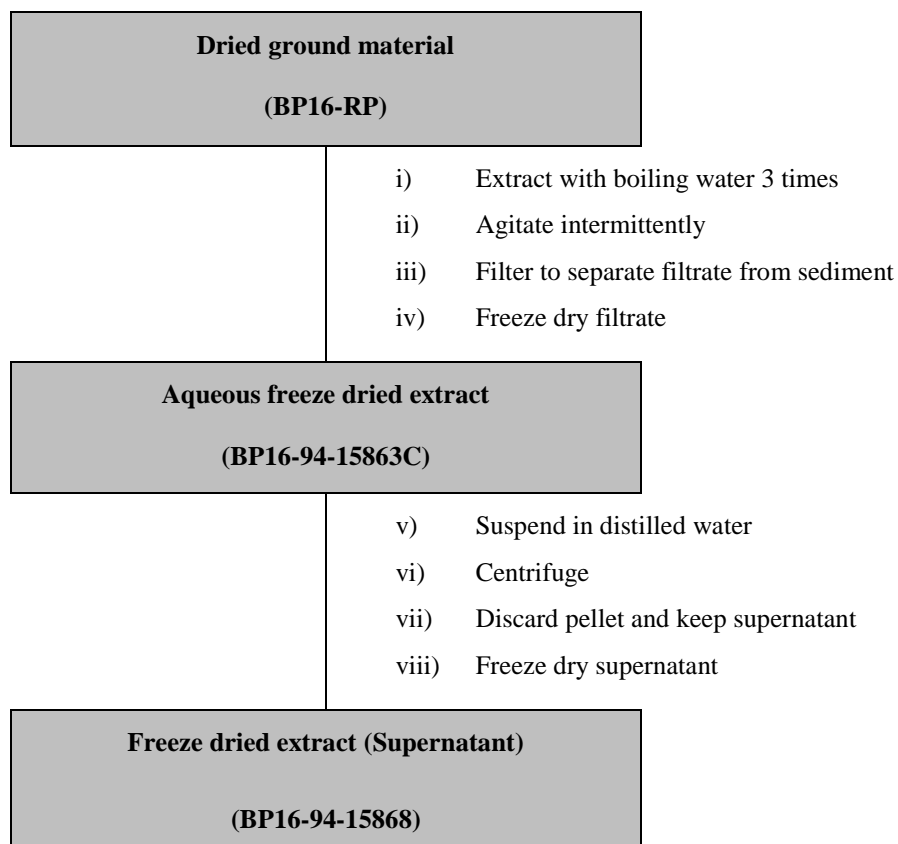 Dried ground material
(BP16-RP)
i) Extract with boiling water 3 times
ii) Agitate intermittently
iii) Filter to separate filtrate from sediment
iv) Freeze dry filtrate
Aqueous freeze dried extract
(BP16-94-15863C)
v) Suspend in distilled water
vi) Centrifuge
vii) Discard pellet and keep supernatant
viii) Freeze dry supernatant
Freeze dried extract (Supernatant)
(BP16-94-15868)